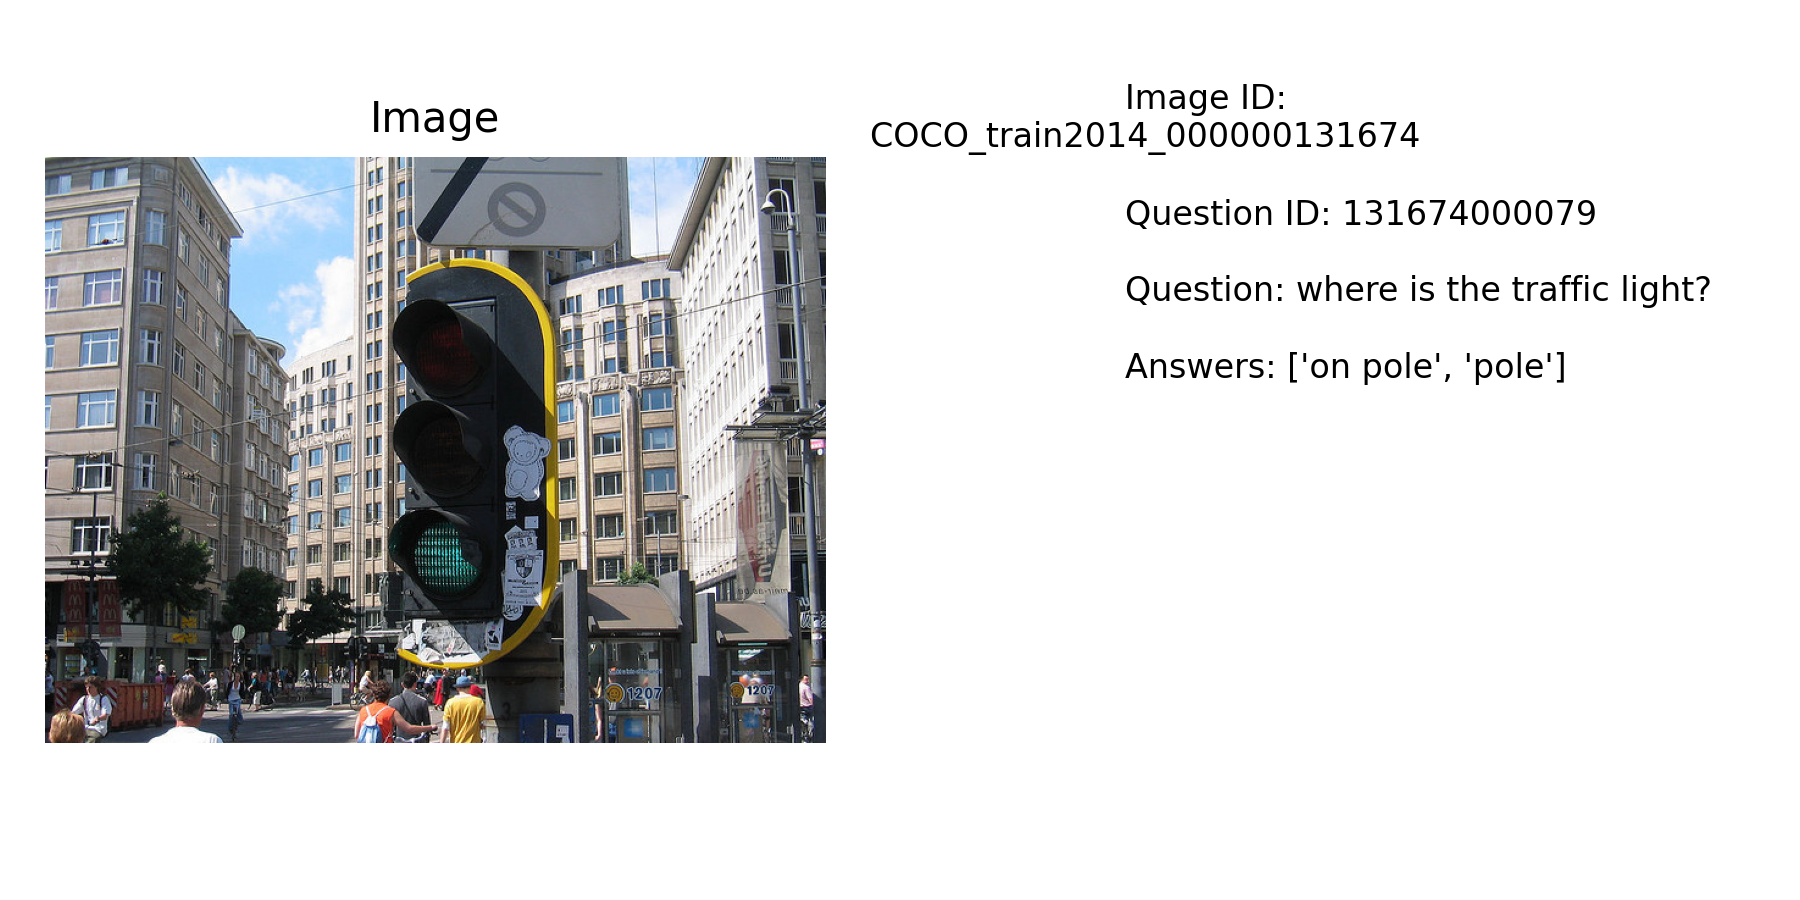 Image
Image ID:
COCO_train2014_000000131674
Question ID: 131674000079
Question: where is the traffic light?
Answers: ['on pole', 'pole']
1207
1207
3